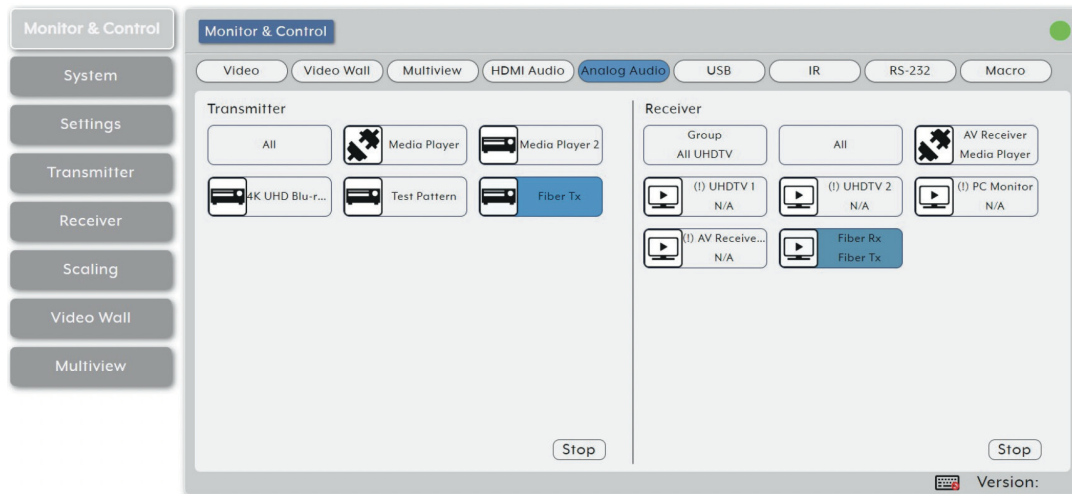 Monitor & Control
System
Settings
Transmitter
Receiver
Scaling
Video Wall
Multiview
Monitor & Control
Video
Video Wall
Multiview
HDMI Audio
Analog Audio
USB
IR
RS-232
Macro
Transmitter
All
Media Player
Media Player 2
4K UHD Blu-r...
Test Pattern
Fiber Tx
Stop
Receiver
Group
All UHDTV
All
AV Receiver
Media Player
(!) UHDTV 1
N/A
(!) UHDTV 2
N/A
(!) PC Monitor
N/A
(!) AV Receive...
N/A
Fiber Rx
Fiber Tx
Stop
Version: